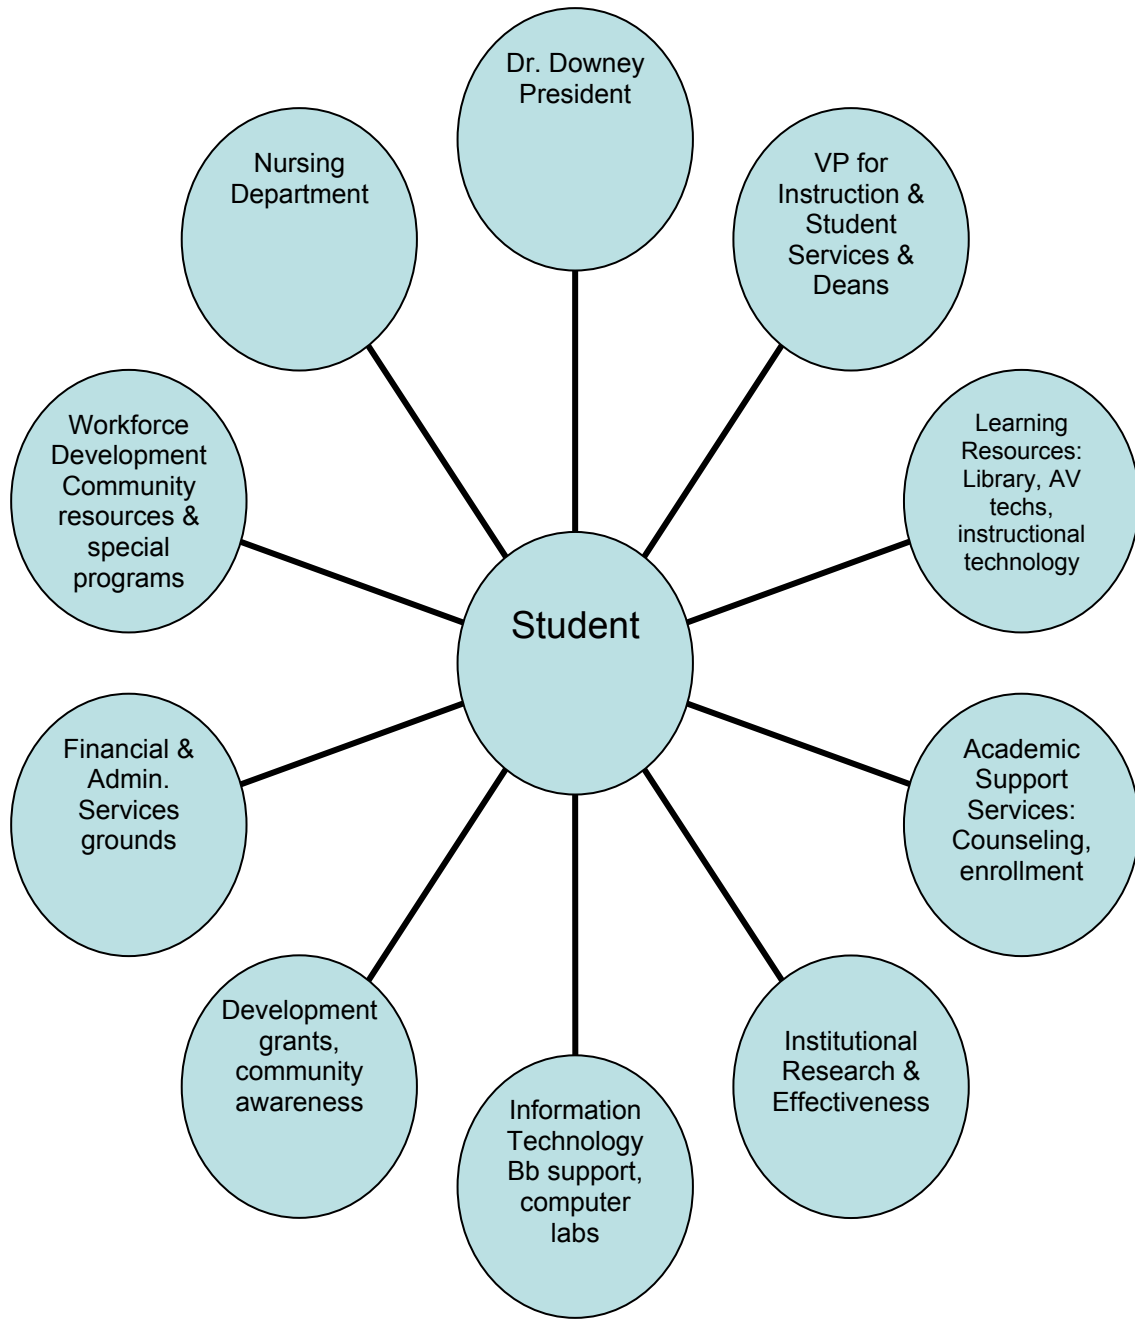 Dr. Downey
President
Nursing
Department
VP for
Instruction &
Student
Services &
Deans
Workforce
Development
Community
resources &
special
programs
Learning
Resources:
Library, AV
techs,
instructional
technology
Student
Financial &
Admin.
Services
grounds
Academic
Support
Services:
Counseling,
enrollment
Development
grants,
community
awareness
Information
Technology
Bb support,
computer
labs
Institutional
Research &
Effectiveness